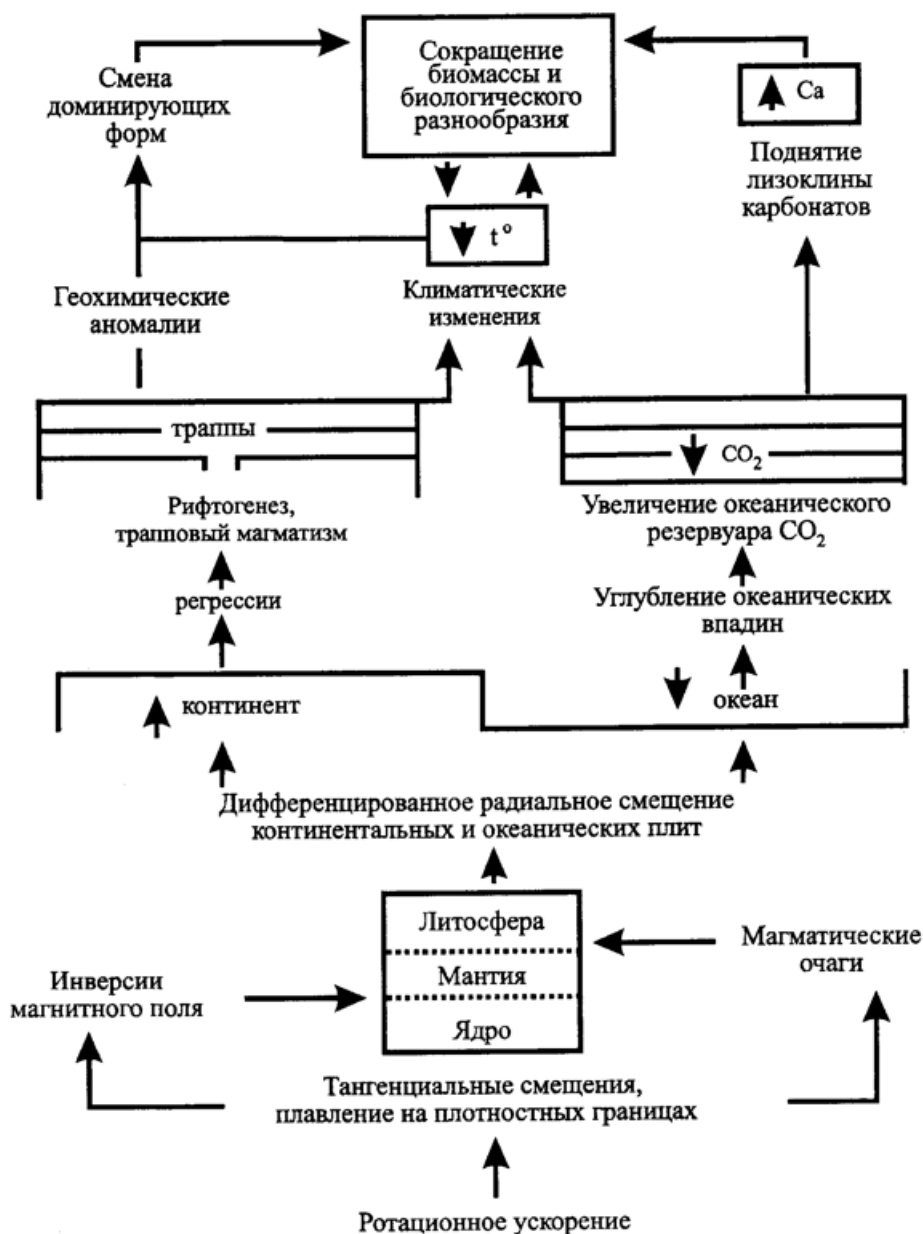 Сокращение
биомассы и
биологического
разнообразия
Смена
доминирующих
форм
Ca
Поднятие
лизоклины
карбонатов
t°
Геохимические
аномалии
Климатические
изменения
траппы
CO₂
Рифтогенез,
трапповый магматизм
Увеличение океанического
резервуара CO₂
регрессии
Углубление океанических
впадин
континент
океан
Дифференцированное радиальное смещение
континентальных и океанических плит
Литосфера
Мантия
Ядро
Магматические
очаги
Инверсии
магнитного поля
Тангенциальные смещения,
плавление на плотностных границах
Ротационное ускорение